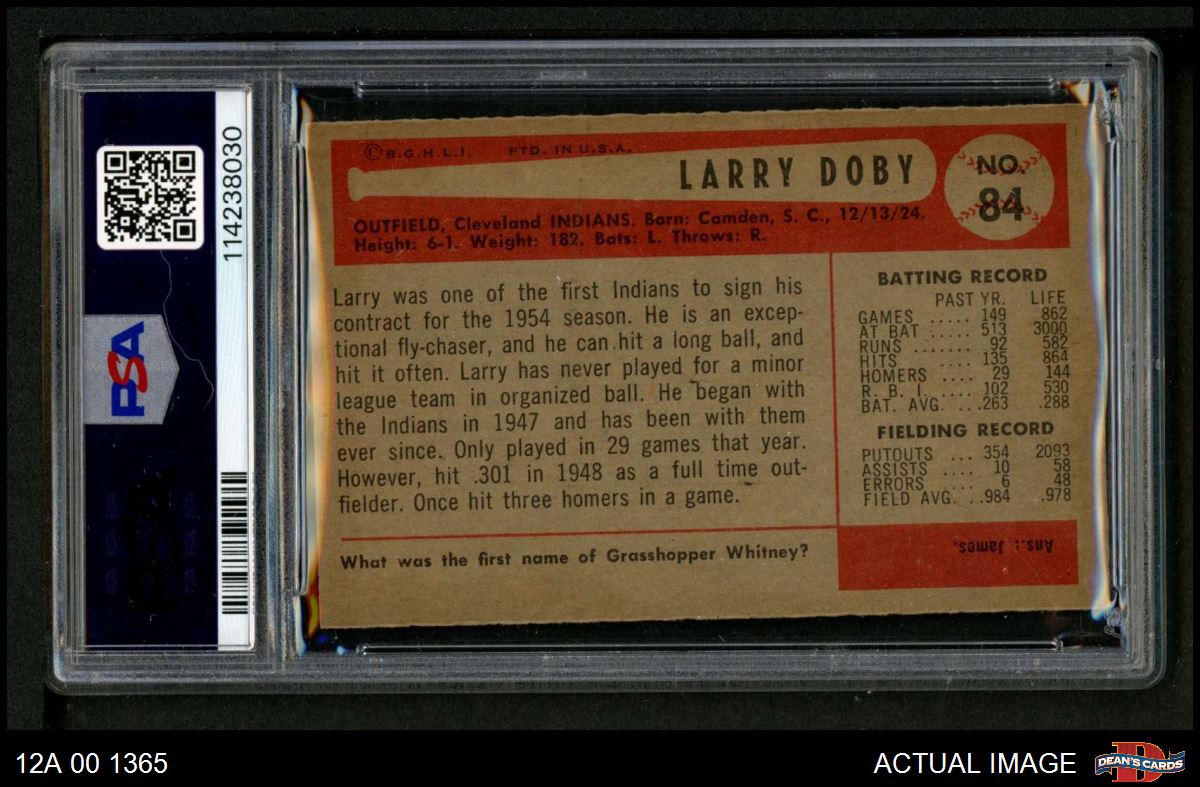 114238030
PSA
©B.G.H.L.I. PTD. IN U.S.A.
LARRY DOBY
NO. 84
OUTFIELD, Cleveland INDIANS. Born: Camden, S. C., 12/13/24.
Height: 6-1. Weight: 182. Bats: L. Throws: R.
Larry was one of the first Indians to sign his
contract for the 1954 season. He is an excep-
tional fly-chaser, and he can hit a long ball, and
hit it often. Larry has never played for a minor
league team in organized ball. He began with
the Indians in 1947 and has been with them
ever since. Only played in 29 games that year.
However, hit .301 in 1948 as a full time out-
fielder. Once hit three homers in a game.
What was the first name of Grasshopper Whitney?
BATTING RECORD
PAST YR. LIFE
GAMES ..... 149 862
AT BAT ..... 513 3000
RUNS ....... 92 582
HITS ....... 135 864
HOMERS .... 29 144
R. B. I. .... 102 530
BAT. AVG. ...263 .288
FIELDING RECORD
PUTOUTS ... 354 2093
ASSISTS .... 10 58
ERRORS .... 6 48
FIELD AVG. .984 .978
Ans.: James.
12A 00 1365
ACTUAL IMAGE
DEAN'S CARDS